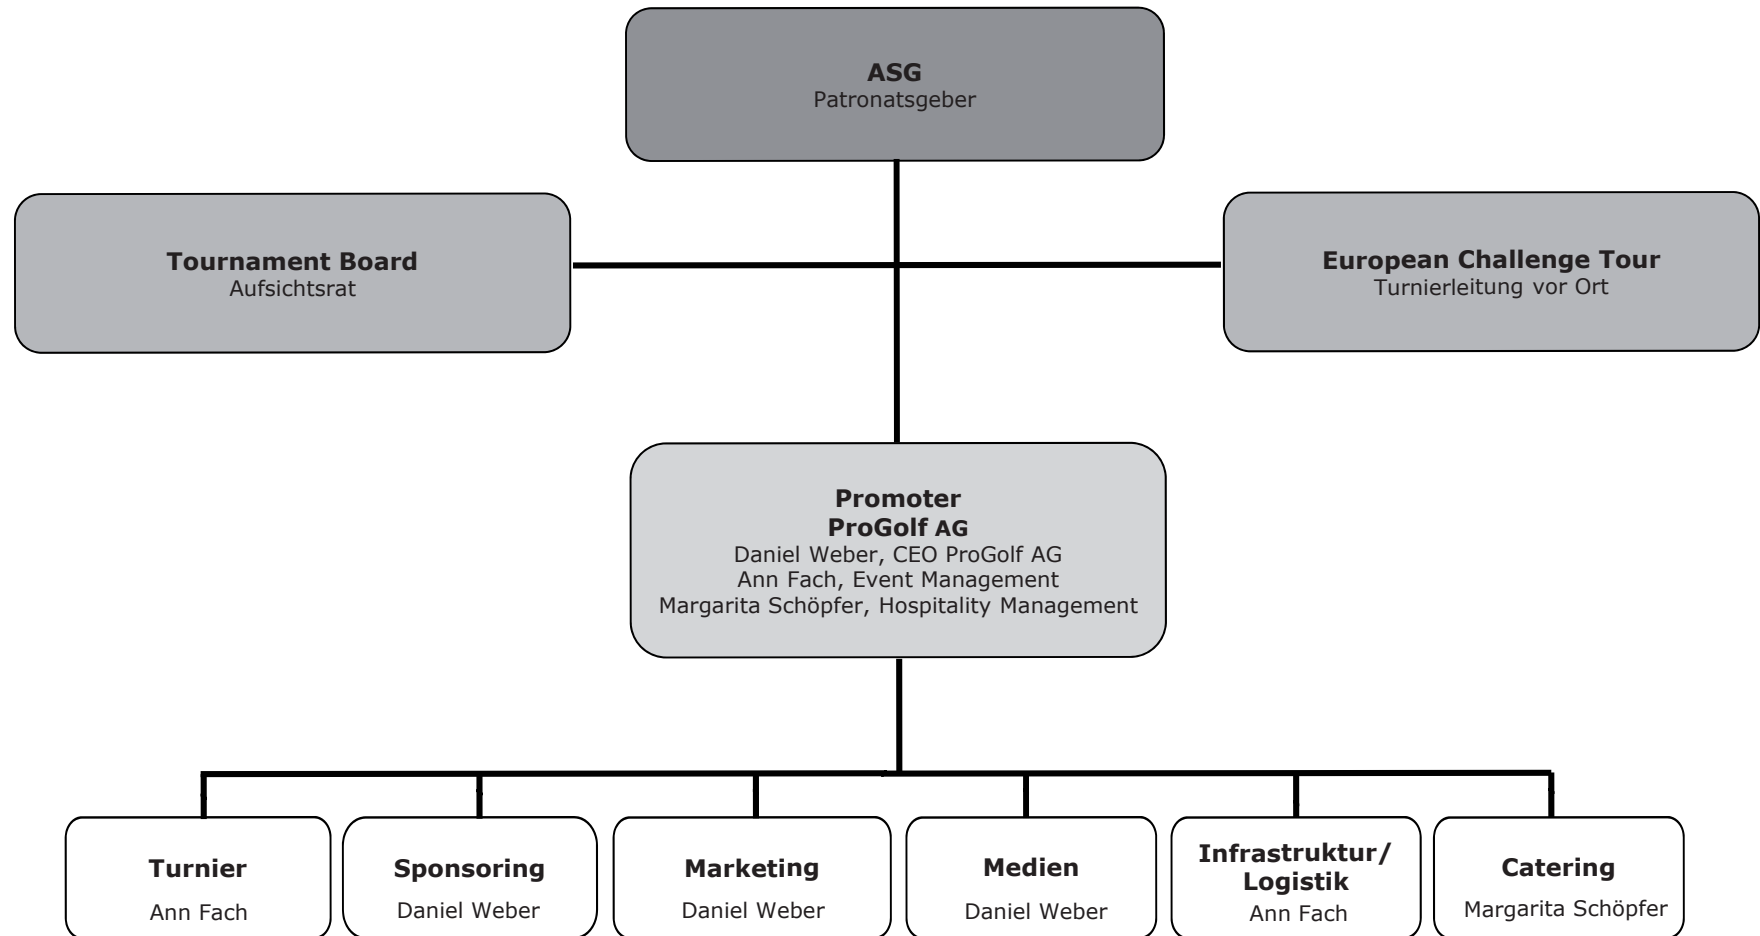 ASG
Patronatsgeber
Tournament Board
Aufsichtsrat
European Challenge Tour
Turnierleitung vor Ort
Promoter
ProGolf AG
Daniel Weber, CEO ProGolf AG
Ann Fach, Event Management
Margarita Schöpfer, Hospitality Management
Turnier
Ann Fach
Sponsoring
Daniel Weber
Marketing
Daniel Weber
Medien
Daniel Weber
Infrastruktur/
Logistik
Ann Fach
Catering
Margarita Schöpfer